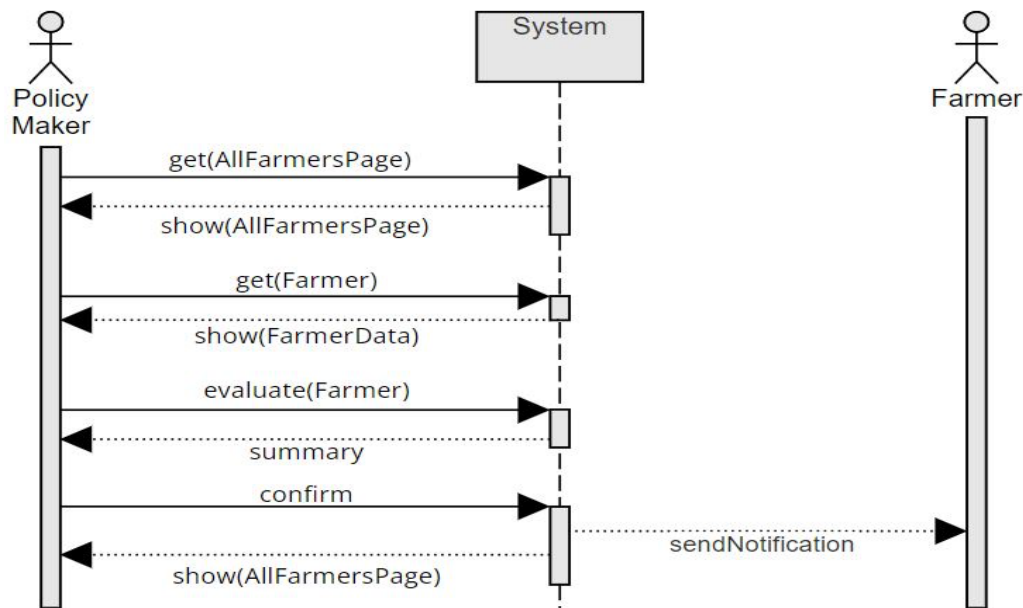 System
Policy
Maker
Farmer
get(AllFarmersPage)
show(AllFarmersPage)
get(Farmer)
show(FarmerData)
evaluate(Farmer)
summary
confirm
sendNotification
show(AllFarmersPage)